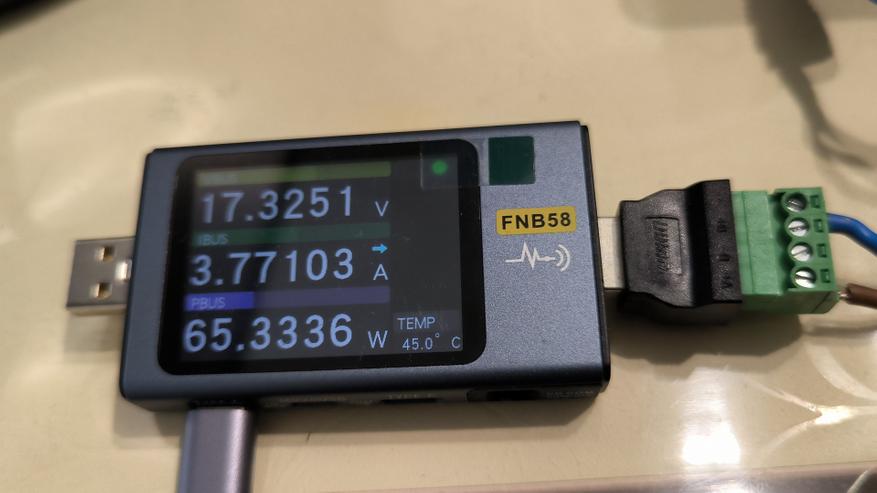 17.3251 V
IBUS
3.77103 A
PBUS
65.3336 W
TEMP
45.0° C
FNB58